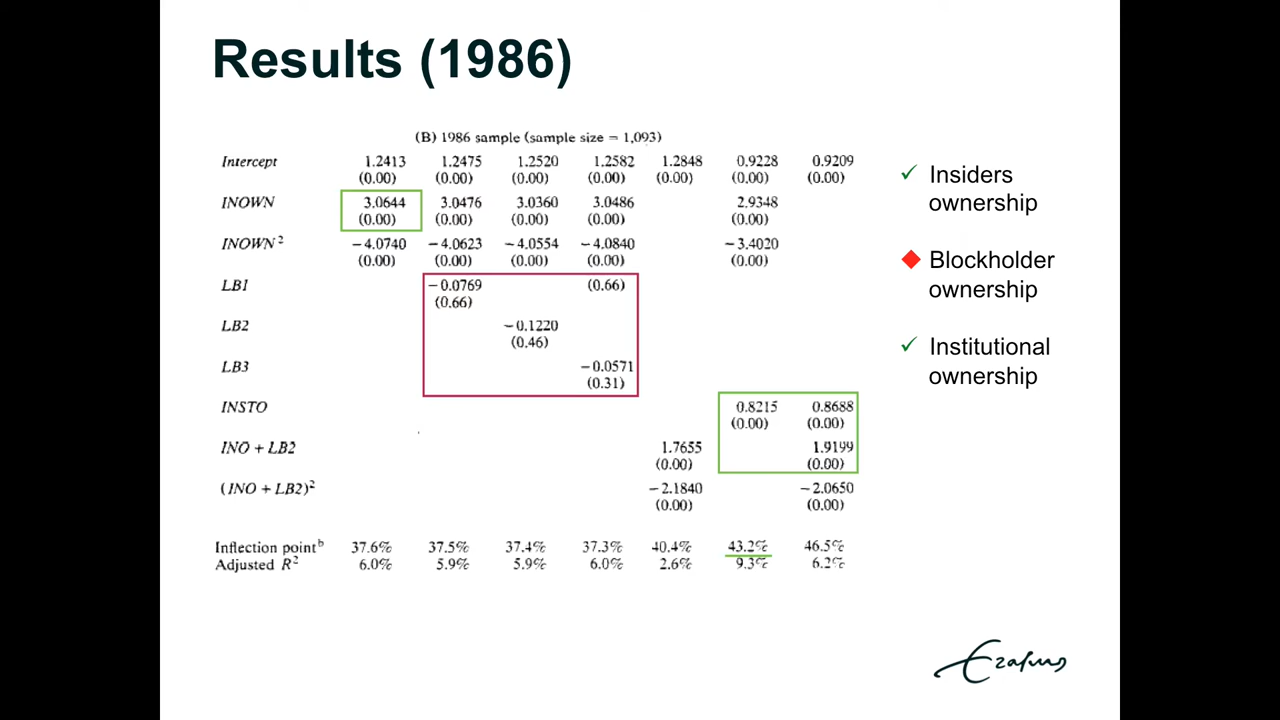 Results (1986)
(B) 1986 sample (sample size = 1,093)
Intercept 1.2413 1.2475 1.2520 1.2582 1.2848 0.9228 0.9209
(0.00) (0.00) (0.00) (0.00) (0.00) (0.00) (0.00)
INOWN 3.0644 3.0476 3.0360 3.0486 2.9348
(0.00) (0.00) (0.00) (0.00) (0.00)
INOWN² −4.0740 −4.0623 −4.0554 −4.0840 −3.4020
(0.00) (0.00) (0.00) (0.00) (0.00)
LB1 −0.0769 (0.66)
(0.66)
LB2 −0.1220
(0.46)
LB3 −0.0571
(0.31)
INSTO 0.8215 0.8688
(0.00) (0.00)
INO + LB2 1.7655 1.9199
(0.00) (0.00)
(INO + LB2)² −2.1840 −2.0650
(0.00) (0.00)
Inflection pointᵇ 37.6% 37.5% 37.4% 37.3% 40.4% 43.2% 46.5%
Adjusted R² 6.0% 5.9% 5.9% 6.0% 2.6% 9.3% 6.2%
✓ Insiders
ownership
◆ Blockholder
ownership
✓ Institutional
ownership
Erasmus